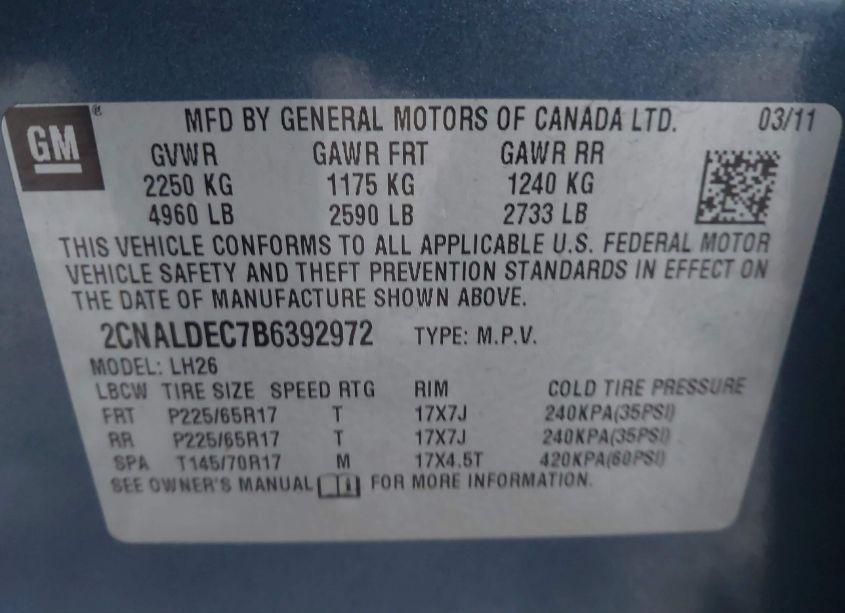 GM ® MFD BY GENERAL MOTORS OF CANADA LTD. 03/11
GVWR GAWR FRT GAWR RR
2250 KG 1175 KG 1240 KG
4960 LB 2590 LB 2733 LB
THIS VEHICLE CONFORMS TO ALL APPLICABLE U.S. FEDERAL MOTOR
VEHICLE SAFETY AND THEFT PREVENTION STANDARDS IN EFFECT ON
THE DATE OF MANUFACTURE SHOWN ABOVE.
2CNALDEC7B6392972 TYPE: M.P.V.
MODEL: LH26
LBCW TIRE SIZE SPEED RTG RIM COLD TIRE PRESSURE
FRT P225/65R17 T 17X7J 240KPA(35PSI)
RR P225/65R17 T 17X7J 240KPA(35PSI)
SPA T145/70R17 M 17X4.5T 420KPA(60PSI)
SEE OWNER'S MANUAL FOR MORE INFORMATION.